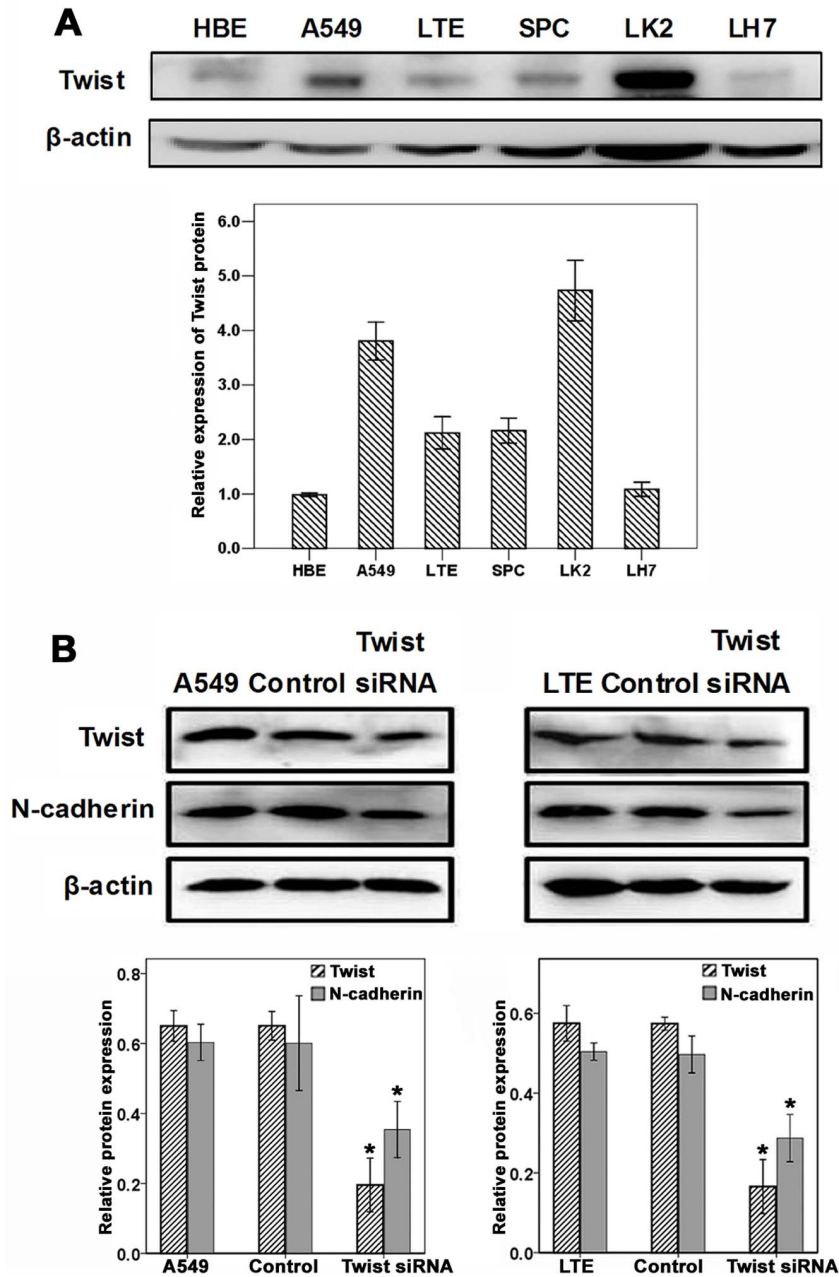 A
HBE A549 LTE SPC LK2 LH7
Twist
β-actin
Relative expression of Twist protein
6.0
5.0
4.0
3.0
2.0
1.0
0.0
HBE A549 LTE SPC LK2 LH7
B
Twist
A549 Control siRNA
Twist
LTE Control siRNA
Twist
N-cadherin
β-actin
Relative protein expression
0.8
0.6
0.4
0.2
0.0
Twist
N-cadherin
*
*
A549 Control Twist siRNA
Relative protein expression
0.6
0.4
0.2
0.0
Twist
N-cadherin
*
*
LTE Control Twist siRNA